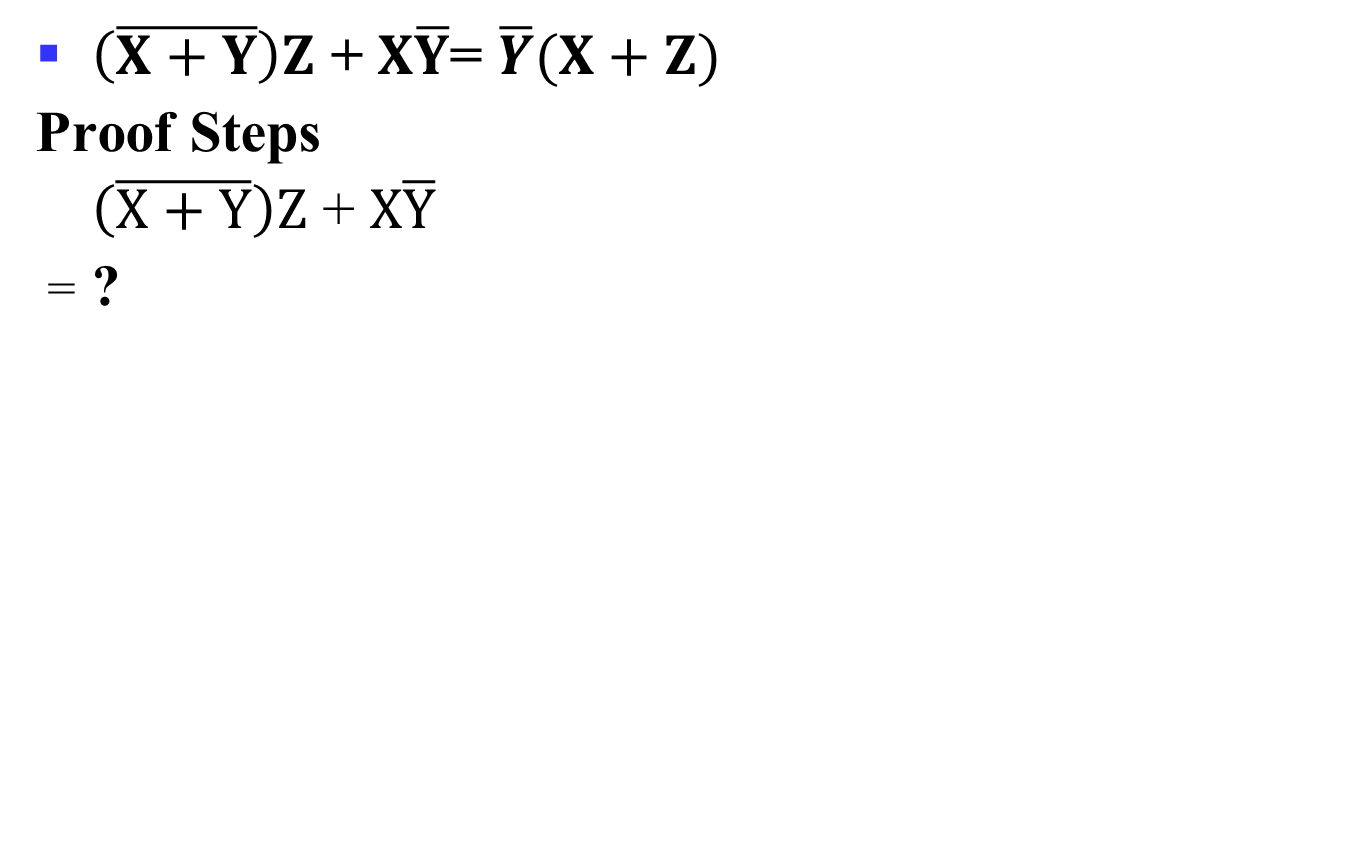 ▪ (X̅ ̅+̅ ̅Y̅)Z + XY̅= Y̅(X + Z)
Proof Steps
(X̅ ̅+̅ ̅Y̅)Z + XY̅
= ?